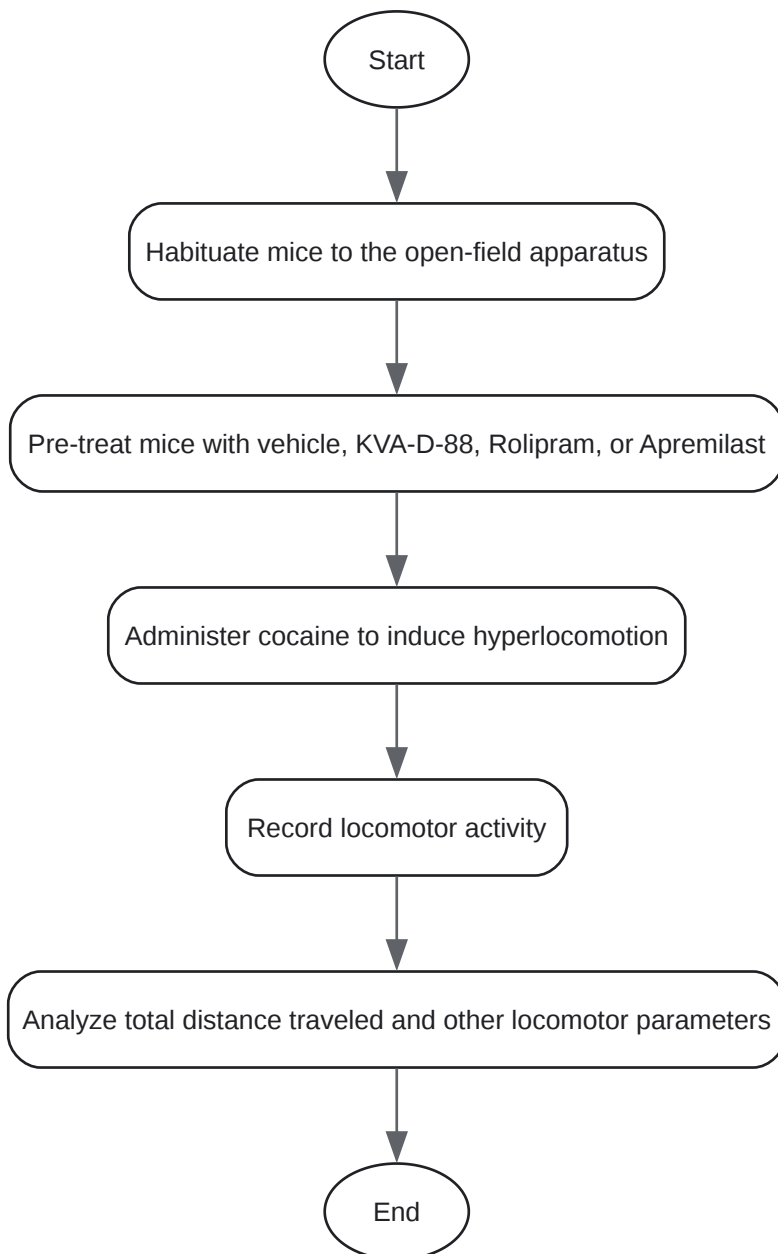 Start
Habituate mice to the open-field apparatus
Pre-treat mice with vehicle, KVA-D-88, Rolipram, or Apremilast
Administer cocaine to induce hyperlocomotion
Record locomotor activity
Analyze total distance traveled and other locomotor parameters
End